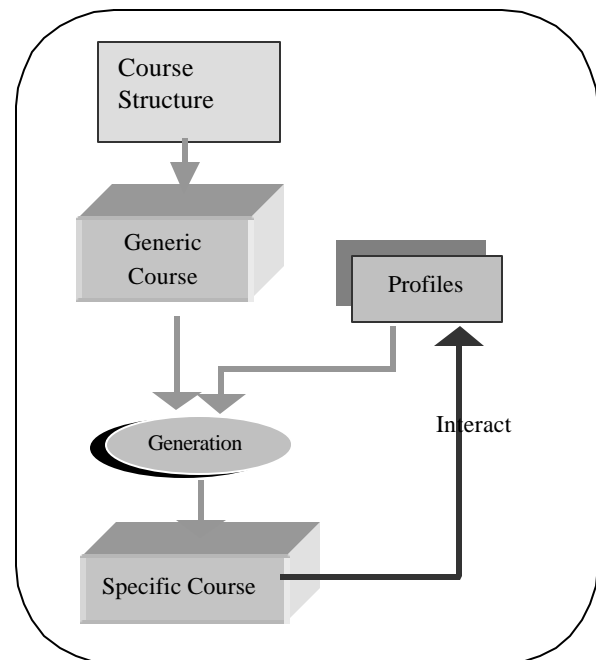 Course
Structure
Generic
Course
Profiles
Interact
Generation
Specific Course